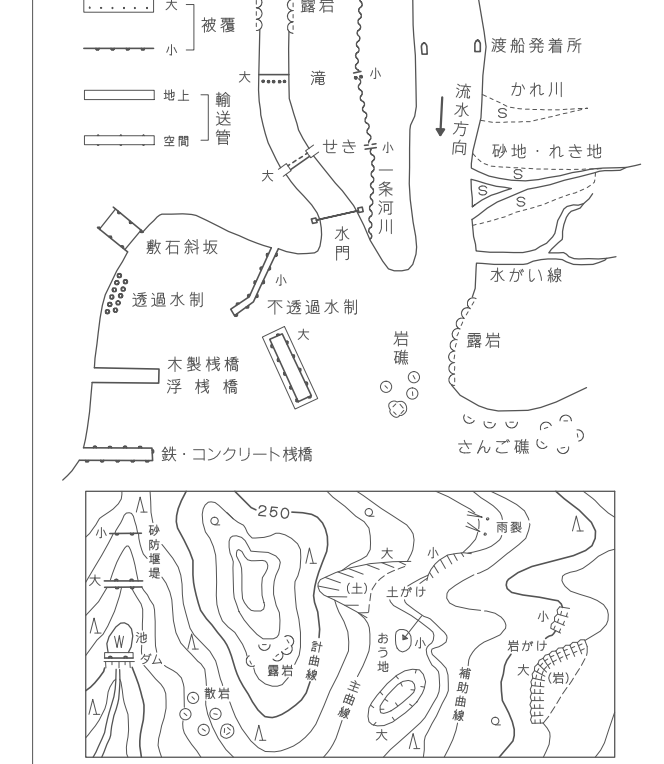 大
被覆
小
地上
輸送管
空間
露岩
大
滝
小
せき
小
大
一条河川
水門
渡船発着所
流水方向
かれ川
S
砂地・れき地
S
S
S
水がい線
敷石斜坂
小
透過水制
不透過水制
大
岩礁
露岩
木製桟橋
浮桟橋
鉄・コンクリート桟橋
さんご礁
小
砂防堰堤
大
W
池
ダム
250
露岩
散岩
計曲線
主曲線
(土)
大
小
土がけ
雨裂
おう地
小
大
補助曲線
小
岩がけ
大
(岩)